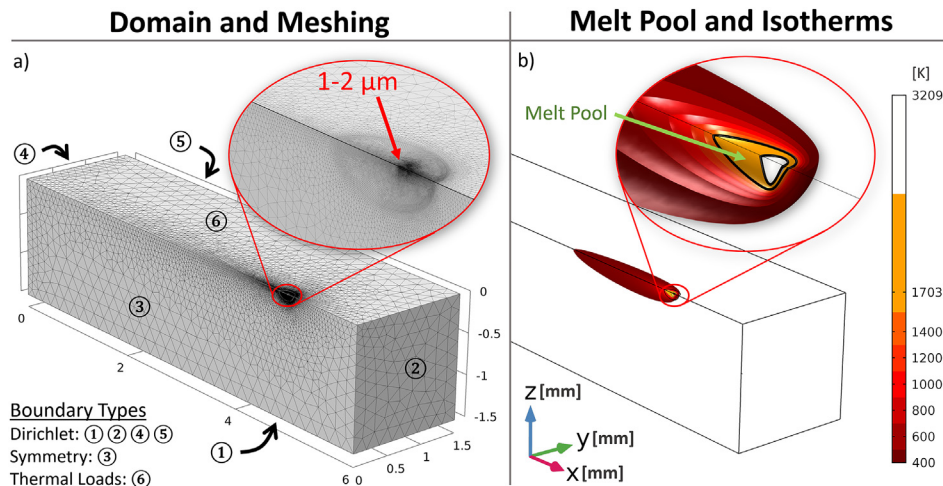 Domain and Meshing
Melt Pool and Isotherms
a)
1-2 μm
④
⑤
⑥
③
②
①
0
2
4
6
0
0.5
1
1.5
0
-0.5
-1
-1.5
Boundary Types
Dirichlet: ① ② ④ ⑤
Symmetry: ③
Thermal Loads: ⑥
b)
Melt Pool
[K]
3209
1703
1400
1200
1000
800
600
400
z [mm]
y [mm]
x [mm]